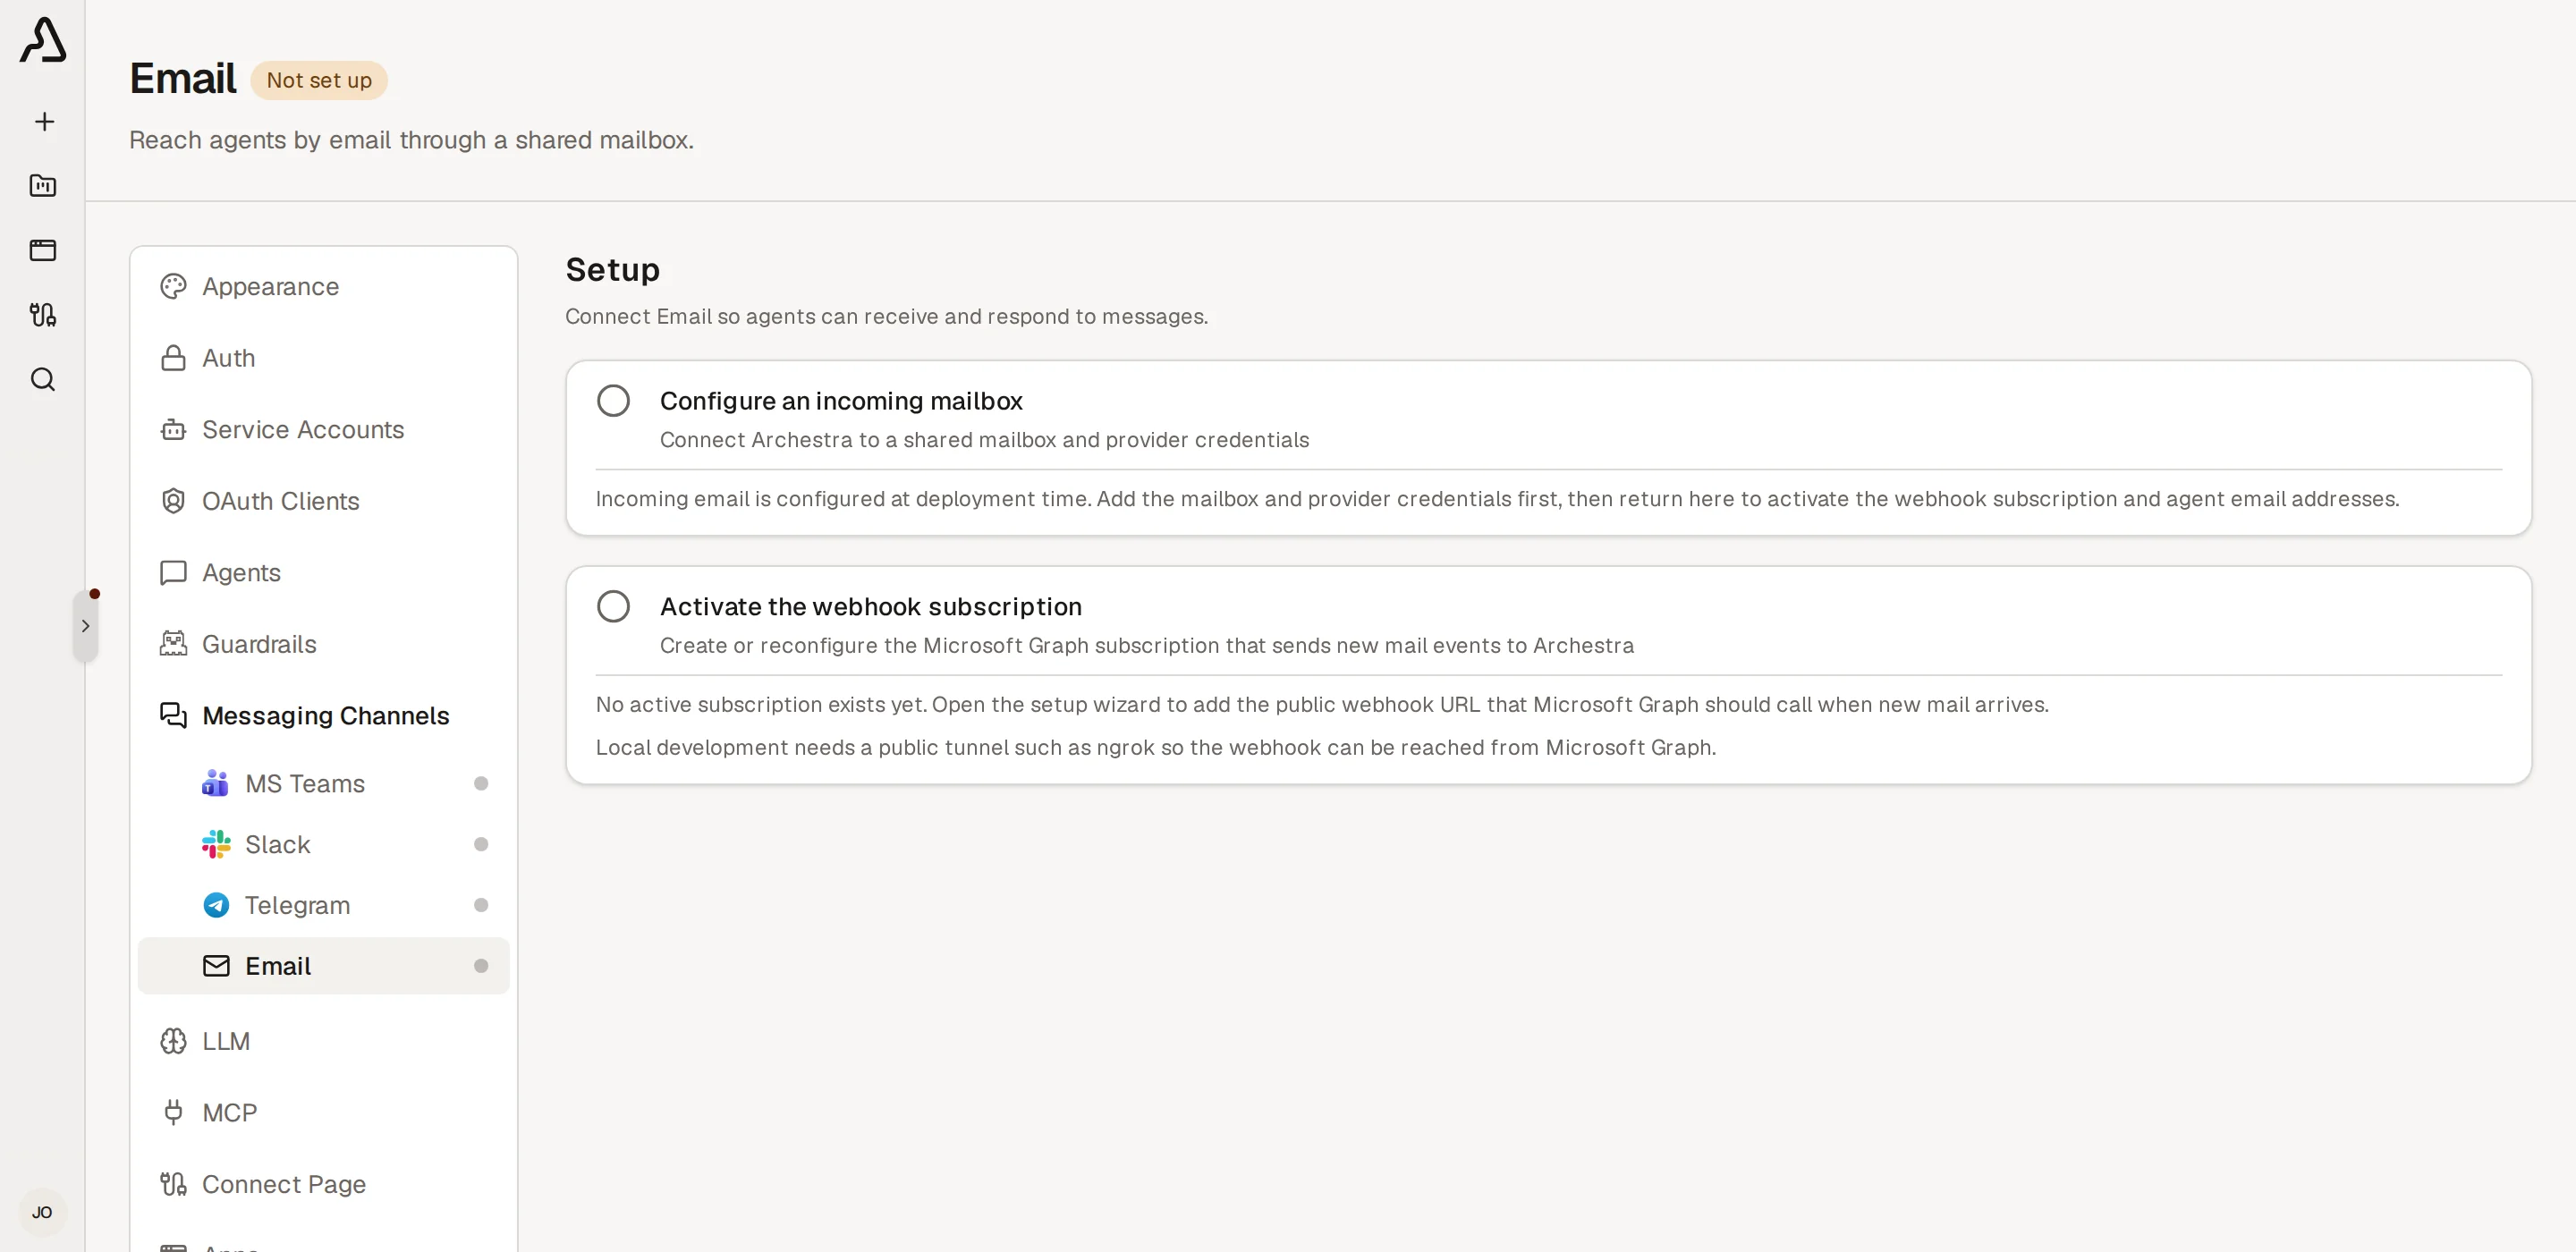 Email
Not set up
Reach agents by email through a shared mailbox.
Appearance
Auth
Service Accounts
OAuth Clients
Agents
Guardrails
Messaging Channels
MS Teams
Slack
Telegram
Email
LLM
MCP
Connect Page
JO
Setup
Connect Email so agents can receive and respond to messages.
Configure an incoming mailbox
Connect Archestra to a shared mailbox and provider credentials
Incoming email is configured at deployment time. Add the mailbox and provider credentials first, then return here to activate the webhook subscription and agent email addresses.
Activate the webhook subscription
Create or reconfigure the Microsoft Graph subscription that sends new mail events to Archestra
No active subscription exists yet. Open the setup wizard to add the public webhook URL that Microsoft Graph should call when new mail arrives.
Local development needs a public tunnel such as ngrok so the webhook can be reached from Microsoft Graph.